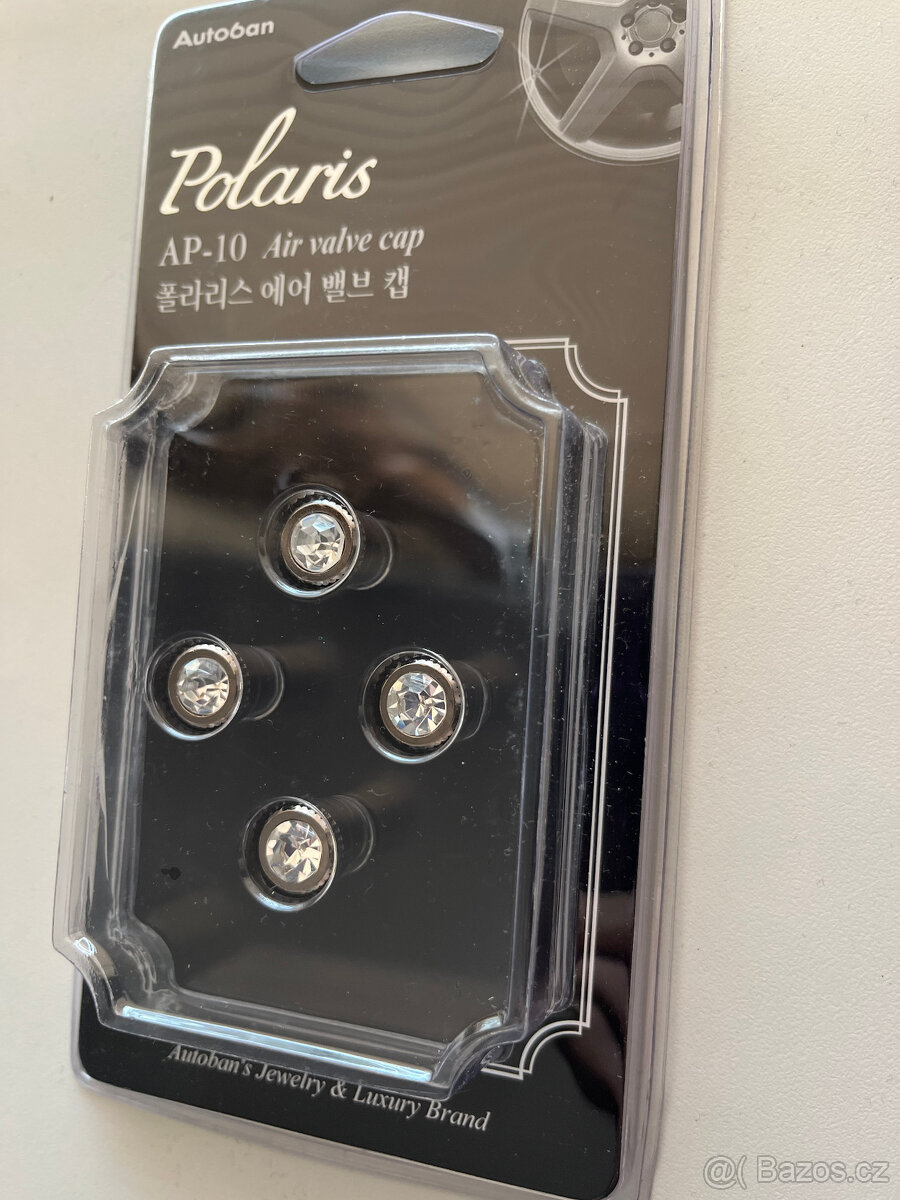 Autoban
Polaris
AP-10 Air valve cap
폴라리스 에어 밸브 캡
Autoban's Jewelry & Luxury Brand
@( Bazos.cz